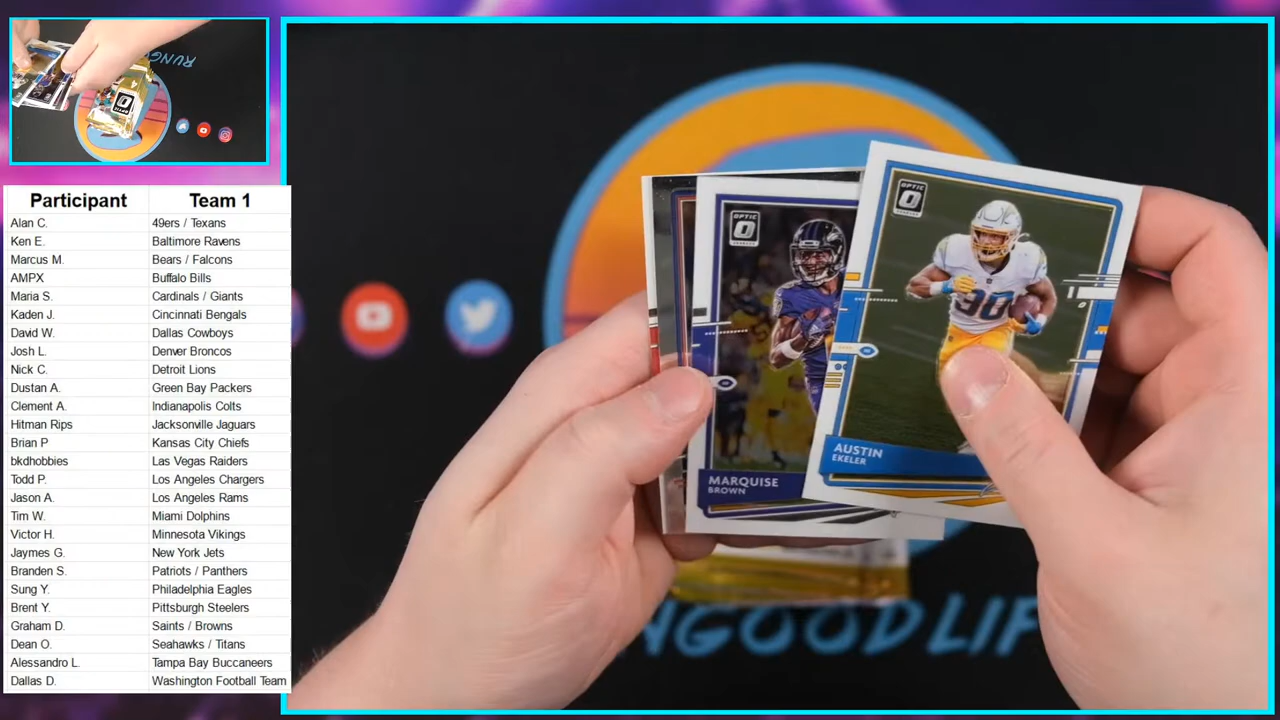 RUNGOOD
Participant Team 1
Alan C. 49ers / Texans
Ken E. Baltimore Ravens
Marcus M. Bears / Falcons
AMPX Buffalo Bills
Maria S. Cardinals / Giants
Kaden J. Cincinnati Bengals
David W. Dallas Cowboys
Josh L. Denver Broncos
Nick C. Detroit Lions
Dustan A. Green Bay Packers
Clement A. Indianapolis Colts
Hitman Rips Jacksonville Jaguars
Brian P Kansas City Chiefs
bkdhobbies Las Vegas Raiders
Todd P. Los Angeles Chargers
Jason A. Los Angeles Rams
Tim W. Miami Dolphins
Victor H. Minnesota Vikings
Jaymes G. New York Jets
Branden S. Patriots / Panthers
Sung Y. Philadelphia Eagles
Brent Y. Pittsburgh Steelers
Graham D. Saints / Browns
Dean O. Seahawks / Titans
Alessandro L. Tampa Bay Buccaneers
Dallas D. Washington Football Team
OPTIC
MARQUISE
BROWN
OPTIC
30
AUSTIN
EKELER
NGOOD LIF